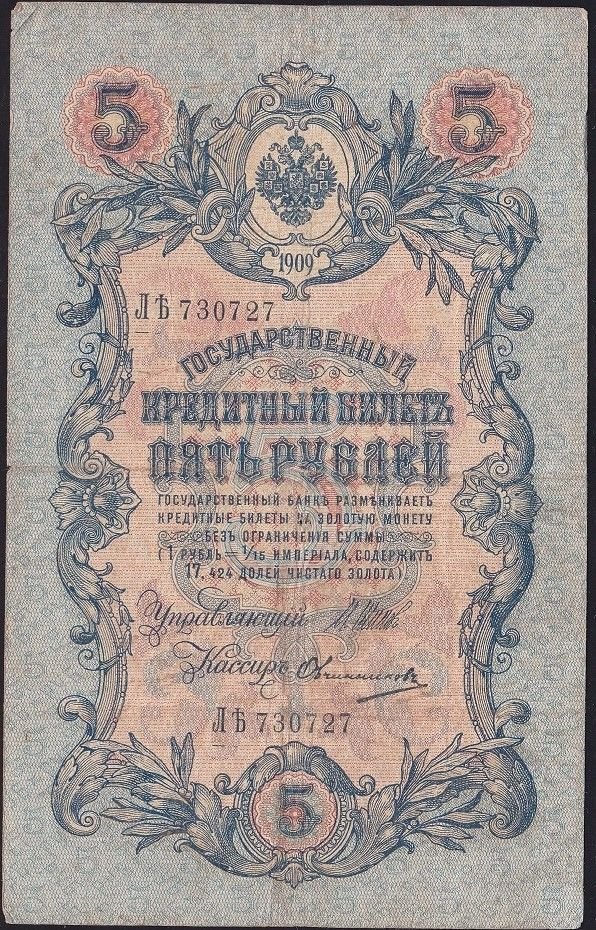 5 5
1909
ЛѢ 730727
ГОСУДАРСТВЕННЫЙ
КРЕДИТНЫЙ БИЛЕТЪ
ПЯТЬ РУБЛЕЙ
ГОСУДАРСТВЕННЫЙ БАНКЪ РАЗМѢНИВАЕТЪ
КРЕДИТНЫЕ БИЛЕТЫ НА ЗОЛОТУЮ МОНЕТУ
БЕЗЪ ОГРАНИЧЕНІЯ СУММЫ
(1 РУБЛЬ = 1/15 ИМПЕРІАЛА, СОДЕРЖИТЪ
17,424 ДОЛЕЙ ЧИСТАГО ЗОЛОТА)
Управляющій
Кассиръ Овчинниковъ
ЛѢ 730727
5